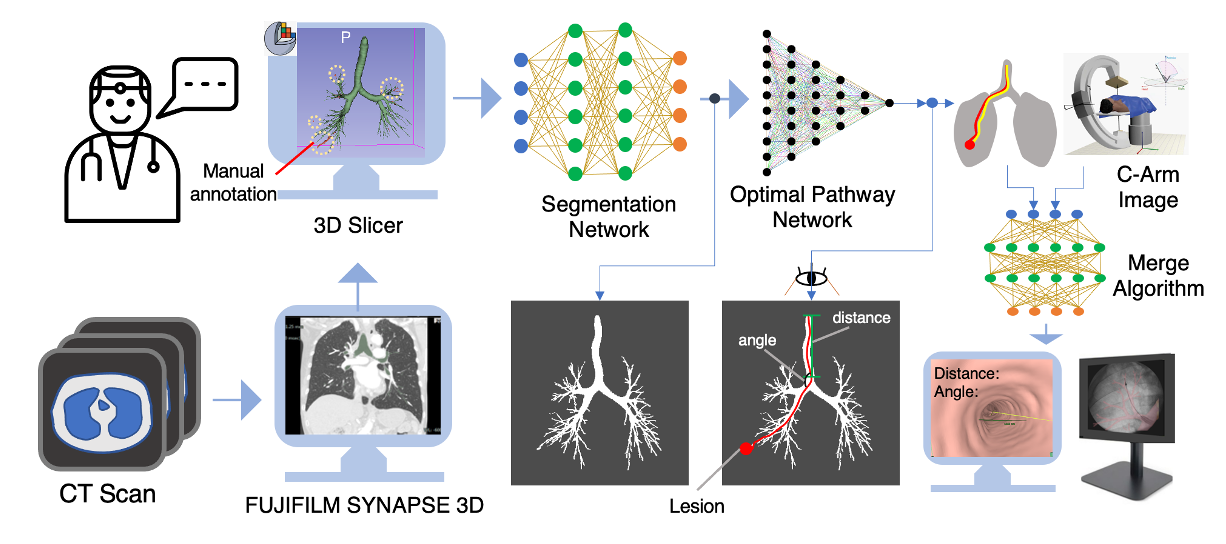 P
Manual
annotation
3D Slicer
Segmentation
Network
Optimal Pathway
Network
C-Arm
Image
Merge
Algorithm
distance
angle
Distance:
Angle:
Lesion
CT Scan
FUJIFILM SYNAPSE 3D